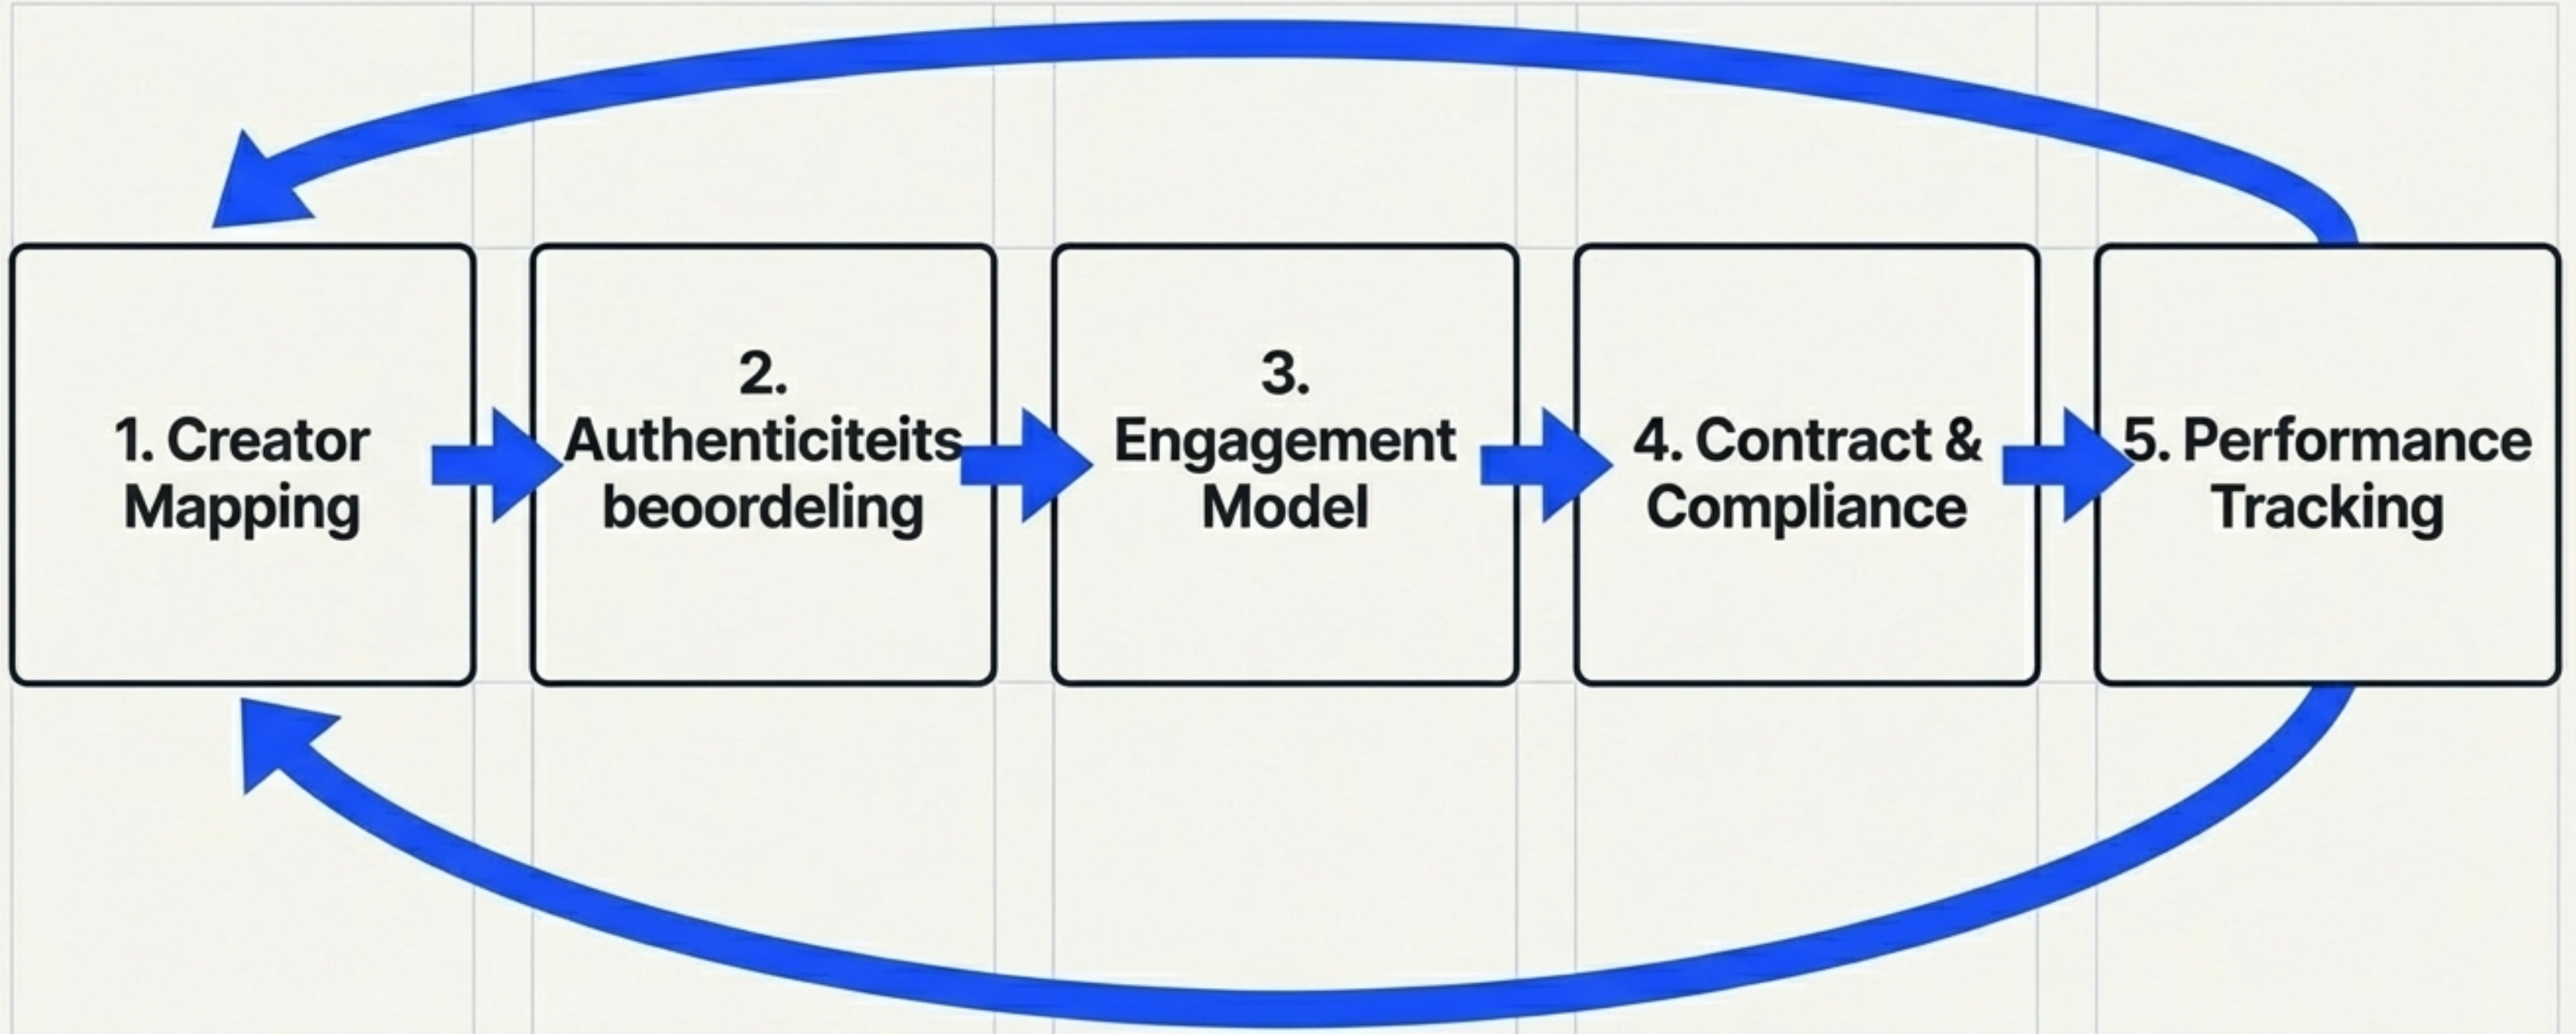 1. Creator
Mapping
2.
Authenticiteits
beoordeling
3.
Engagement
Model
4. Contract &
Compliance
5. Performance
Tracking